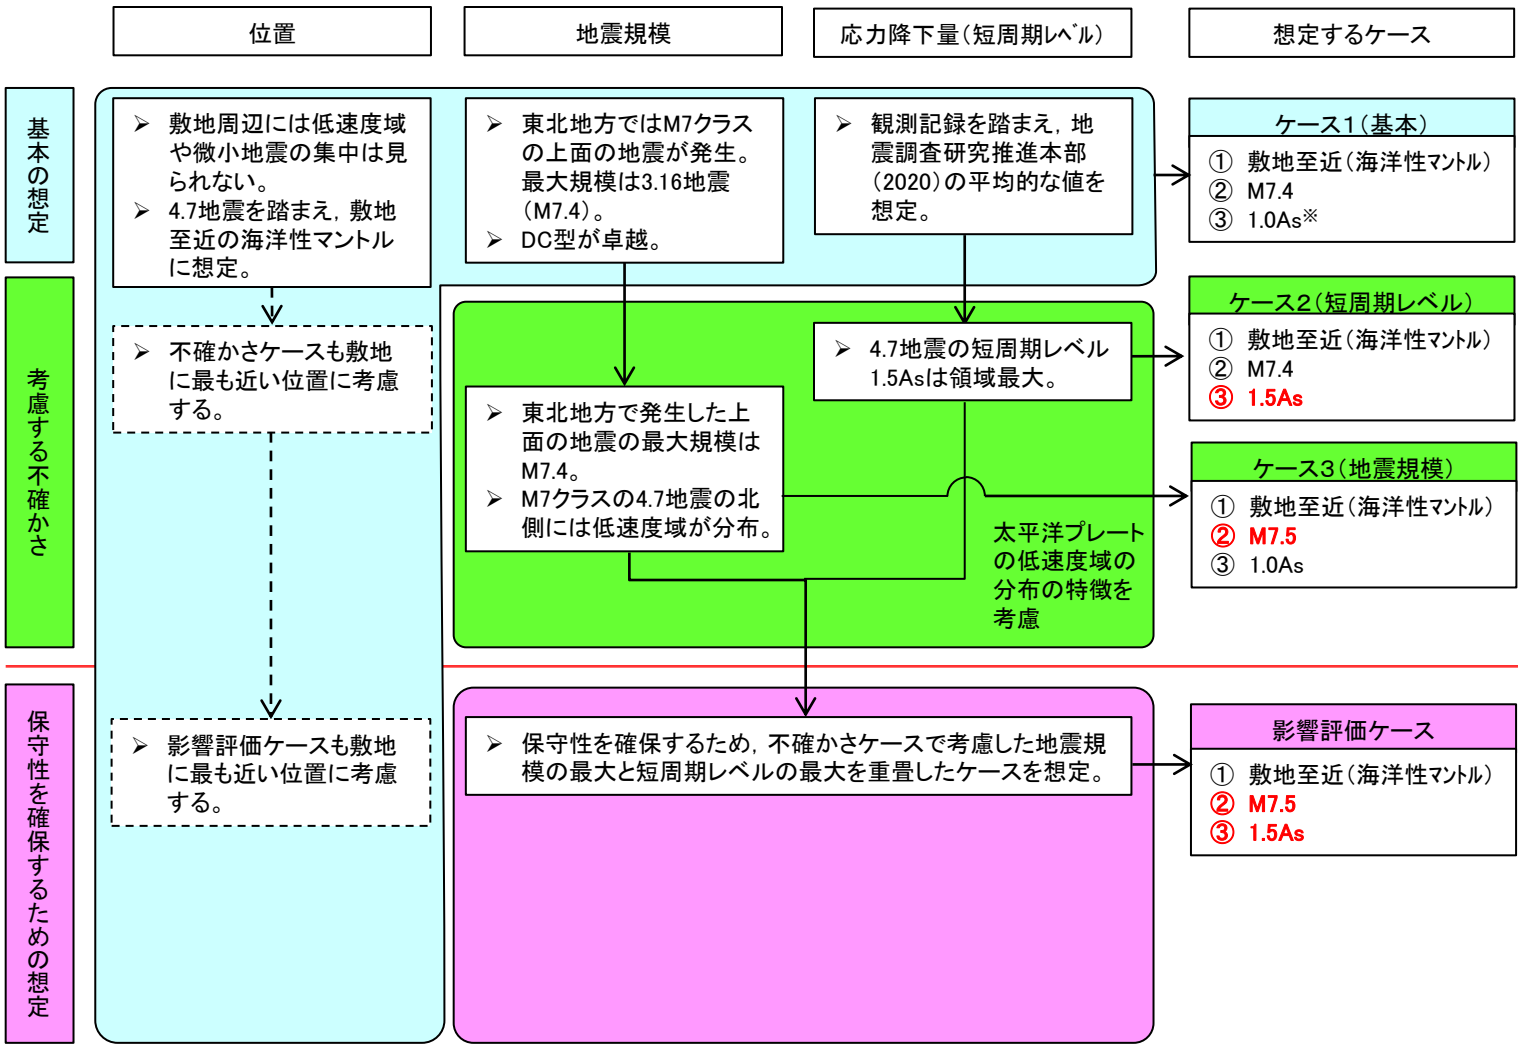 位置
地震規模
応力降下量(短周期レベル)
想定するケース
基本の想定
➢ 敷地周辺には低速度域
や微小地震の集中は見
られない。
➢ 4.7地震を踏まえ，敷地
至近の海洋性マントル
に想定。
➢ 東北地方ではM7クラス
の上面の地震が発生。
最大規模は3.16地震
(M7.4)。
➢ DC型が卓越。
➢ 観測記録を踏まえ，地
震調査研究推進本部
(2020)の平均的な値を
想定。
ケース1(基本)
① 敷地至近(海洋性マントル)
② M7.4
③ 1.0As※
考慮する不確かさ
➢ 不確かさケースも敷地
に最も近い位置に考慮
する。
➢ 東北地方で発生した上
面の地震の最大規模は
M7.4。
➢ M7クラスの4.7地震の北
側には低速度域が分布。
➢ 4.7地震の短周期レベル
1.5Asは領域最大。
太平洋プレート
の低速度域の
分布の特徴を
考慮
ケース2(短周期レベル)
① 敷地至近(海洋性マントル)
② M7.4
③ 1.5As
ケース3(地震規模)
① 敷地至近(海洋性マントル)
② M7.5
③ 1.0As
保守性を確保するための想定
➢ 影響評価ケースも敷地
に最も近い位置に考慮
する。
➢ 保守性を確保するため，不確かさケースで考慮した地震規
模の最大と短周期レベルの最大を重畳したケースを想定。
影響評価ケース
① 敷地至近(海洋性マントル)
② M7.5
③ 1.5As